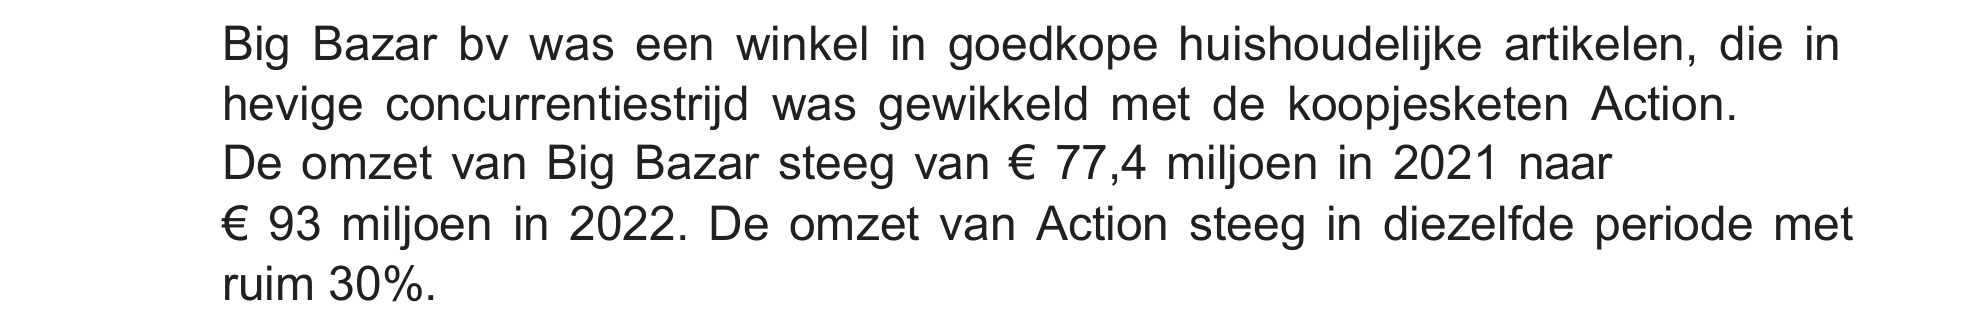 Big Bazar bv was een winkel in goedkope huishoudelijke artikelen, die in
hevige concurrentiestrijd was gewikkeld met de koopjesketen Action.
De omzet van Big Bazar steeg van € 77,4 miljoen in 2021 naar
€ 93 miljoen in 2022. De omzet van Action steeg in diezelfde periode met
ruim 30%.